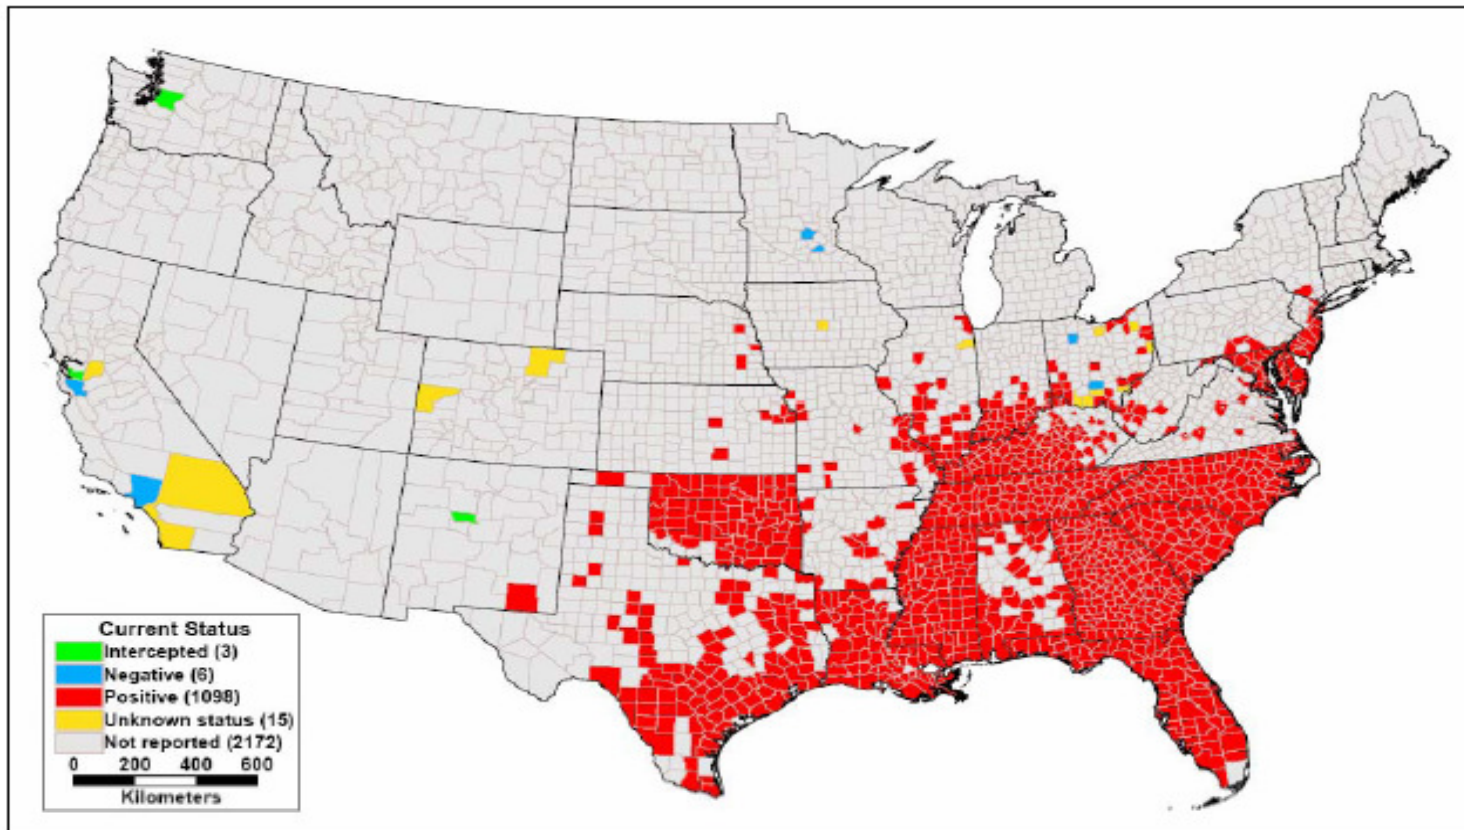 Current Status
Intercepted (3)
Negative (6)
Positive (1098)
Unknown status (15)
Not reported (2172)
0 200 400 600
Kilometers